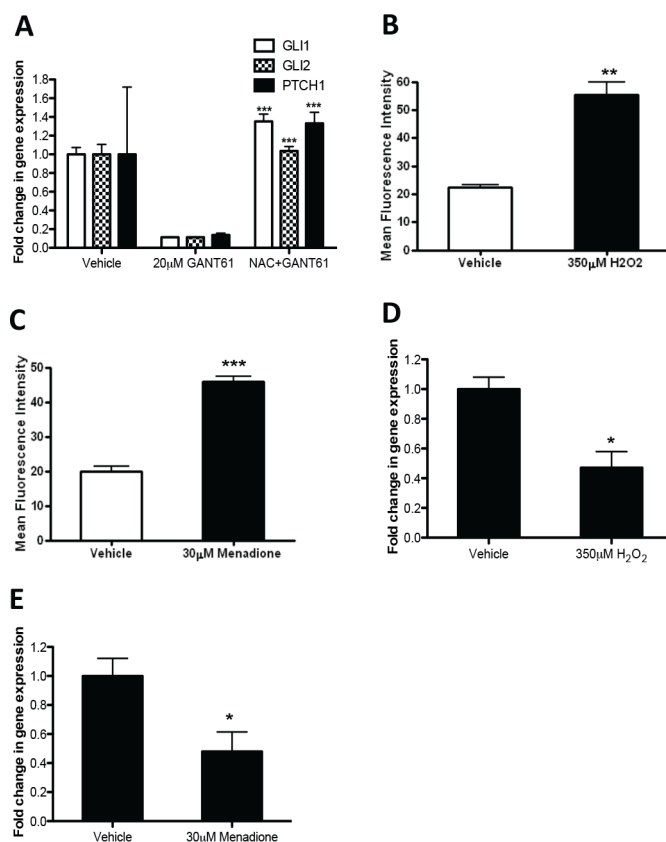 A
GLI1
GLI2
PTCH1
Fold change in gene expression
1.8
1.6
1.4
1.2
1.0
0.8
0.6
0.4
0.2
0.0
*** *** ***
Vehicle 20µM GANT61 NAC+GANT61
B
Mean Fluorescence Intensity
60
50
40
30
20
10
0
**
Vehicle 350µM H2O2
C
Mean Fluorescence Intensity
50
40
30
20
10
0
***
Vehicle 30µM Menadione
D
Fold change in gene expression
1.2
1.0
0.8
0.6
0.4
0.2
0.0
*
Vehicle 350µM H₂O₂
E
Fold change in gene expression
1.2
1.0
0.8
0.6
0.4
0.2
0.0
*
Vehicle 30µM Menadione